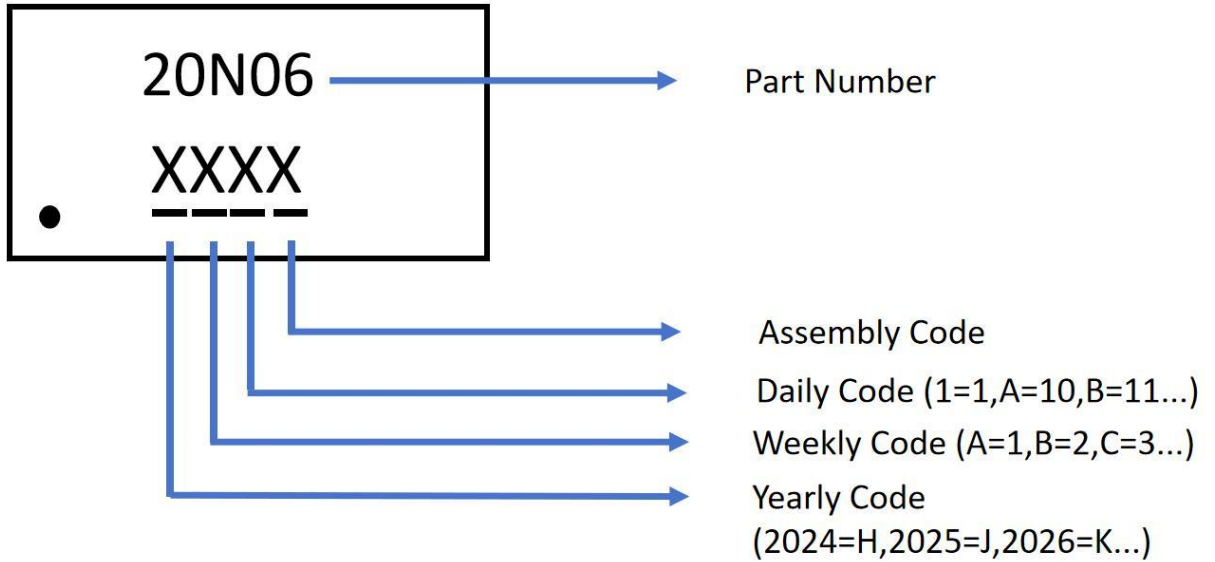 20N06
Part Number
XXXX
Assembly Code
Daily Code (1=1,A=10,B=11...)
Weekly Code (A=1,B=2,C=3...)
Yearly Code
(2024=H,2025=J,2026=K...)